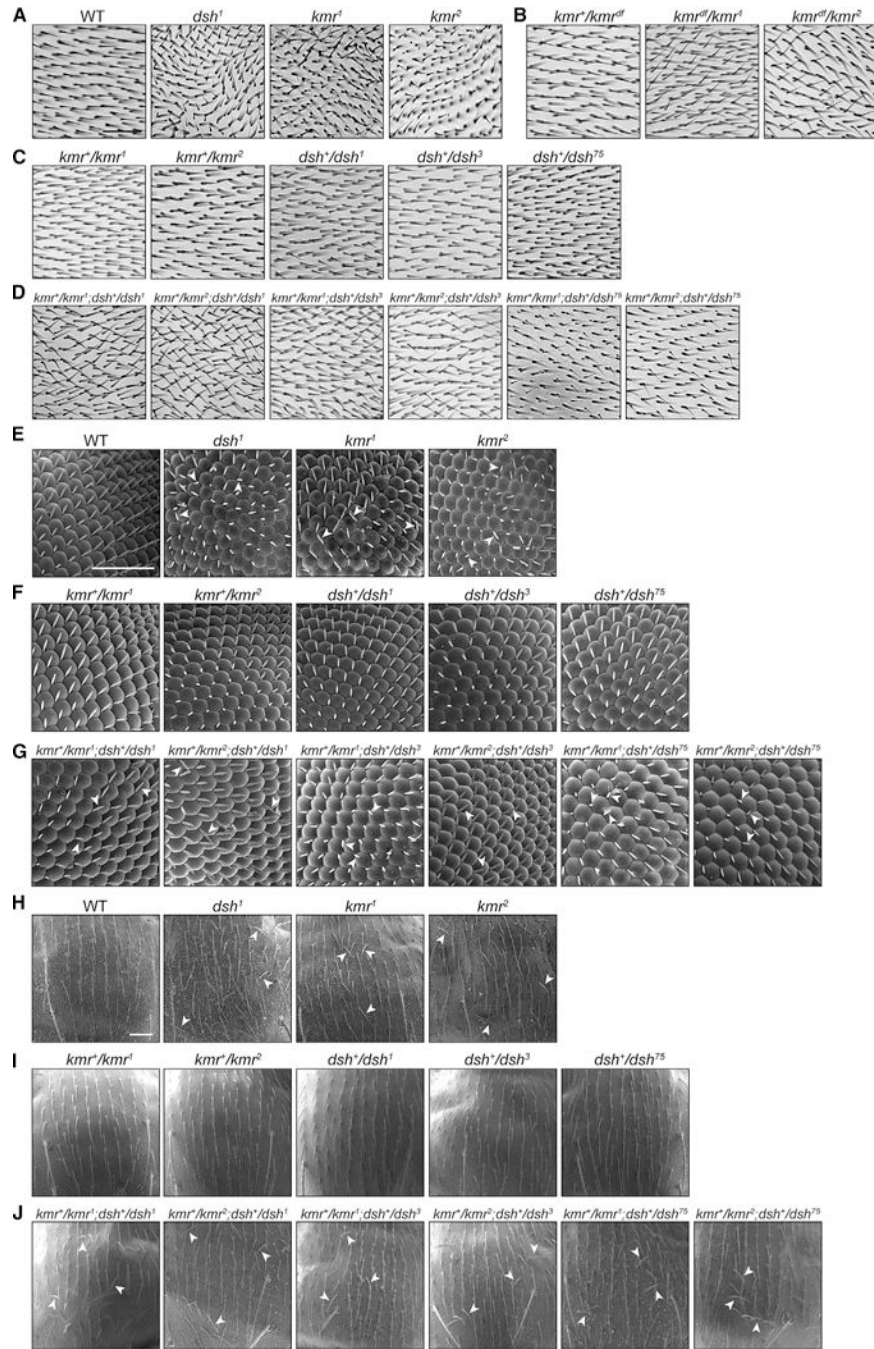 A WT dsh¹ kmr¹ kmr² B kmr⁺/kmrᵈᶠ kmrᵈᶠ/kmr¹ kmrᵈᶠ/kmr²
C kmr⁺/kmr¹ kmr⁺/kmr² dsh⁺/dsh¹ dsh⁺/dsh³ dsh⁺/dsh⁷⁵
D kmr⁺/kmr¹;dsh⁺/dsh¹ kmr⁺/kmr²;dsh⁺/dsh¹ kmr⁺/kmr¹;dsh⁺/dsh³ kmr⁺/kmr²;dsh⁺/dsh³ kmr⁺/kmr¹;dsh⁺/dsh⁷⁵ kmr⁺/kmr²;dsh⁺/dsh⁷⁵
E WT dsh¹ kmr¹ kmr²
F kmr⁺/kmr¹ kmr⁺/kmr² dsh⁺/dsh¹ dsh⁺/dsh³ dsh⁺/dsh⁷⁵
G kmr⁺/kmr¹;dsh⁺/dsh¹ kmr⁺/kmr²;dsh⁺/dsh¹ kmr⁺/kmr¹;dsh⁺/dsh³ kmr⁺/kmr²;dsh⁺/dsh³ kmr⁺/kmr¹;dsh⁺/dsh⁷⁵ kmr⁺/kmr²;dsh⁺/dsh⁷⁵
H WT dsh¹ kmr¹ kmr²
I kmr⁺/kmr¹ kmr⁺/kmr² dsh⁺/dsh¹ dsh⁺/dsh³ dsh⁺/dsh⁷⁵
J kmr⁺/kmr¹;dsh⁺/dsh¹ kmr⁺/kmr²;dsh⁺/dsh¹ kmr⁺/kmr¹;dsh⁺/dsh³ kmr⁺/kmr²;dsh⁺/dsh³ kmr⁺/kmr¹;dsh⁺/dsh⁷⁵ kmr⁺/kmr²;dsh⁺/dsh⁷⁵